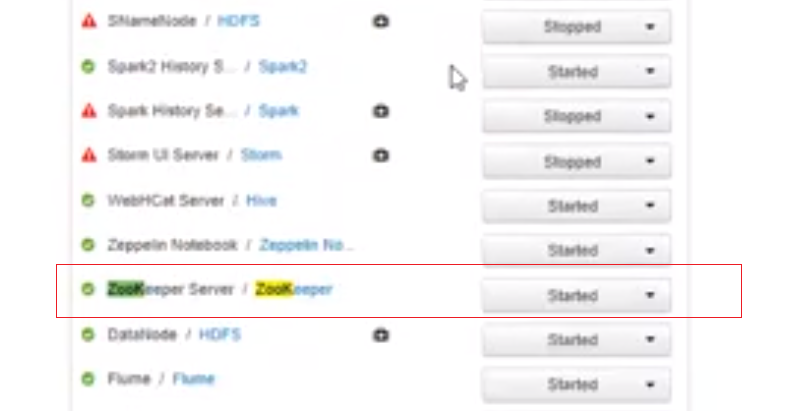 SNameNode / HDFS Stopped
Spark2 History S... / Spark2 Started
Spark History Se... / Spark Stopped
Storm UI Server / Storm Stopped
WebHCat Server / Hive Started
Zeppelin Notebook / Zeppelin No... Started
ZooKeeper Server / ZooKeeper Started
DataNode / HDFS Started
Flume / Flume Started